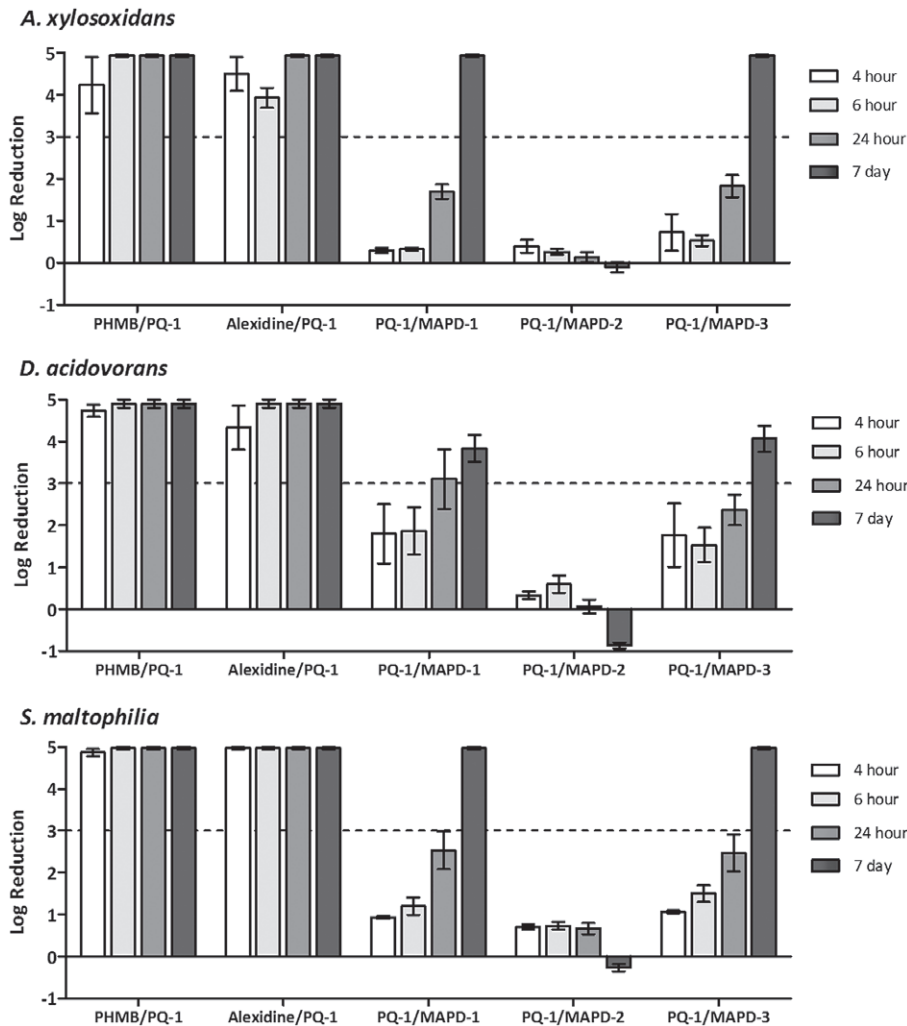 A. xylosoxidans
5
4
3
2
1
0
-1
Log Reduction
PHMB/PQ-1 Alexidine/PQ-1 PQ-1/MAPD-1 PQ-1/MAPD-2 PQ-1/MAPD-3
4 hour
6 hour
24 hour
7 day
D. acidovorans
5
4
3
2
1
0
-1
Log Reduction
PHMB/PQ-1 Alexidine/PQ-1 PQ-1/MAPD-1 PQ-1/MAPD-2 PQ-1/MAPD-3
4 hour
6 hour
24 hour
7 day
S. maltophilia
5
4
3
2
1
0
-1
Log Reduction
PHMB/PQ-1 Alexidine/PQ-1 PQ-1/MAPD-1 PQ-1/MAPD-2 PQ-1/MAPD-3
4 hour
6 hour
24 hour
7 day